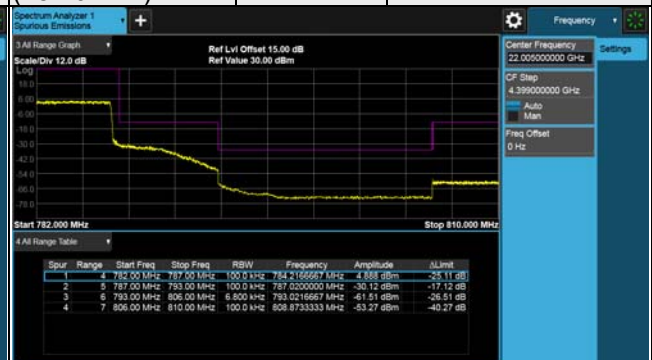 Spectrum Analyzer 1
Spurious Emissions
Frequency
3 All Range Graph
Ref Lvl Offset 15.00 dB
Scale/Div 12.0 dB
Ref Value 30.00 dBm
Log
18.0
6.00
-6.00
-18.0
-30.0
-42.0
-54.0
-66.0
-78.0
Start 782.000 MHz
Stop 810.000 MHz
4 All Range Table
Spur Range Start Freq Stop Freq RBW Frequency Amplitude ΔLimit
1 4 782.00 MHz 787.00 MHz 100.0 kHz 784.2166667 MHz 4.888 dBm -25.11 dB
2 5 787.00 MHz 793.00 MHz 100.0 kHz 787.0200000 MHz -30.12 dBm -17.12 dB
3 6 793.00 MHz 806.00 MHz 6.800 kHz 793.0216667 MHz -61.51 dBm -26.51 dB
4 7 806.00 MHz 810.00 MHz 100.0 kHz 808.8733333 MHz -53.27 dBm -40.27 dB
Center Frequency
22.005000000 GHz
Settings
CF Step
4.399000000 GHz
Auto
Man
Freq Offset
0 Hz